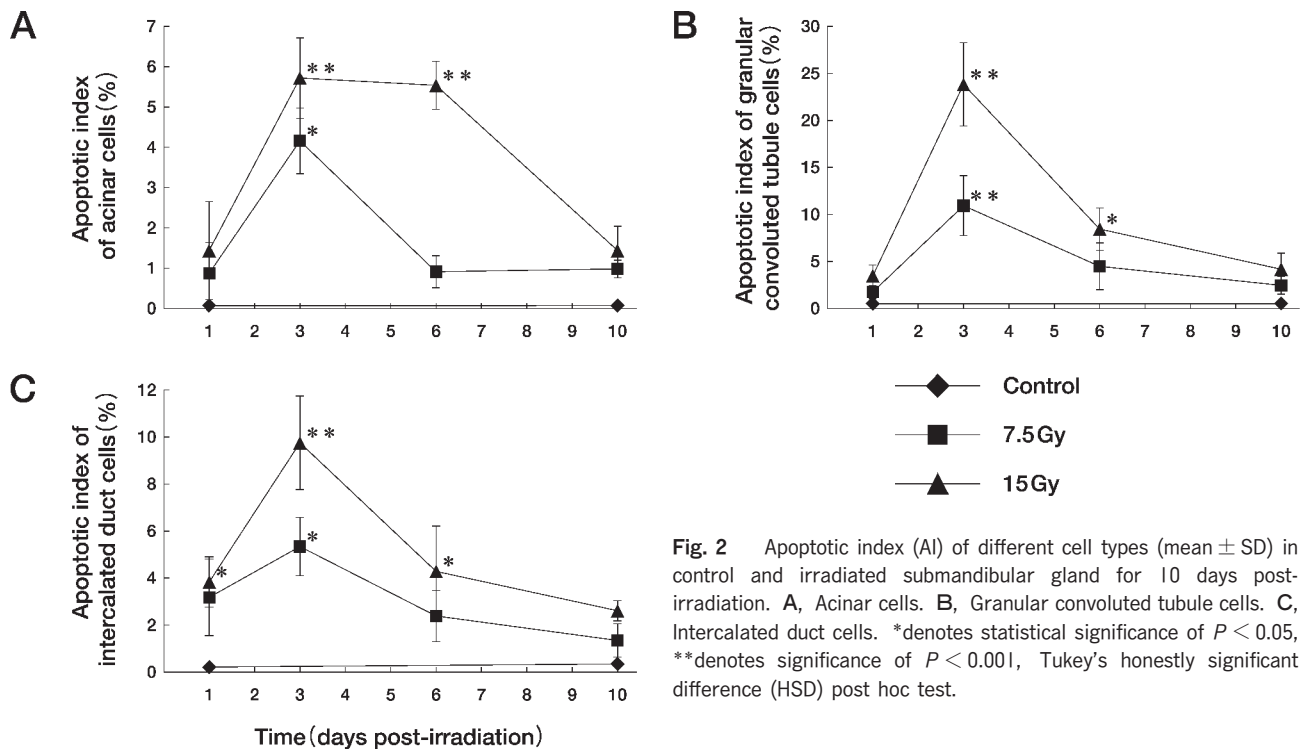 A
Apoptotic index
of acinar cells(%)
7
6
5
4
3
2
1
0
**
**
*
1 2 3 4 5 6 7 8 9 10
B
Apoptotic index of granular
convoluted tubule cells(%)
30
25
20
15
10
5
0
**
**
*
1 2 3 4 5 6 7 8 9 10
C
Apoptotic index of
intercalated duct cells(%)
12
10
8
6
4
2
0
**
*
*
*
1 2 3 4 5 6 7 8 9 10
Time(days post-irradiation)
Control
7.5Gy
15Gy
Fig. 2 Apoptotic index (AI) of different cell types (mean ± SD) in
control and irradiated submandibular gland for 10 days post-
irradiation. A, Acinar cells. B, Granular convoluted tubule cells. C,
Intercalated duct cells. *denotes statistical significance of P < 0.05,
**denotes significance of P < 0.001, Tukey's honestly significant
difference (HSD) post hoc test.